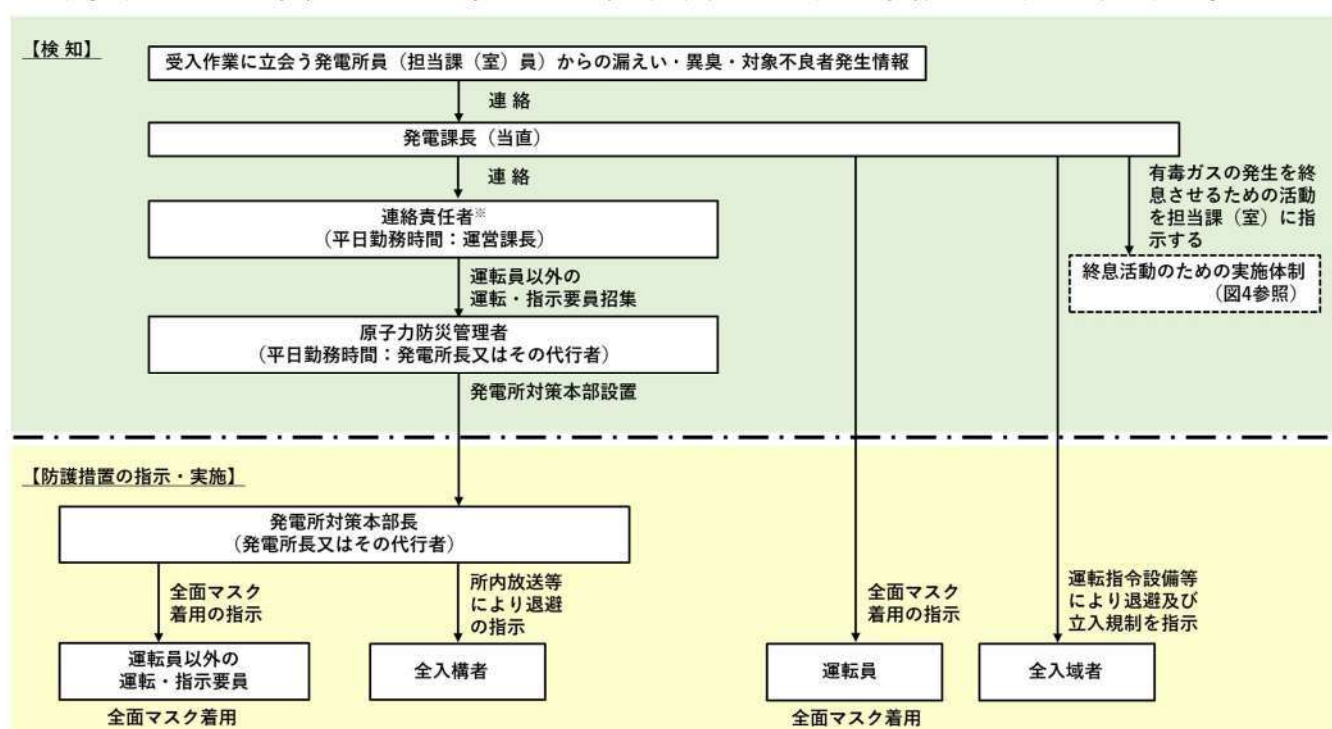 【検 知】
受入作業に立会う発電所員（担当課（室）員）からの漏えい・異臭・対象不良者発生情報
連 絡
発電課長（当直）
連 絡
有毒ガスの発生を終
息させるための活動
を担当課（室）に指
示する
連絡責任者※
（平日勤務時間：運営課長）
終息活動のための実施体制
（図4参照）
運転員以外の
運転・指示要員招集
原子力防災管理者
（平日勤務時間：発電所長又はその代行者）
発電所対策本部設置
【防護措置の指示・実施】
発電所対策本部長
（発電所長又はその代行者）
全面マスク
着用の指示
所内放送等
により退避
の指示
全面マスク
着用の指示
運転指令設備等
により退避及び
立入規制を指示
運転員以外の
運転・指示要員
全入構者
運転員
全入域者
全面マスク着用
全面マスク着用